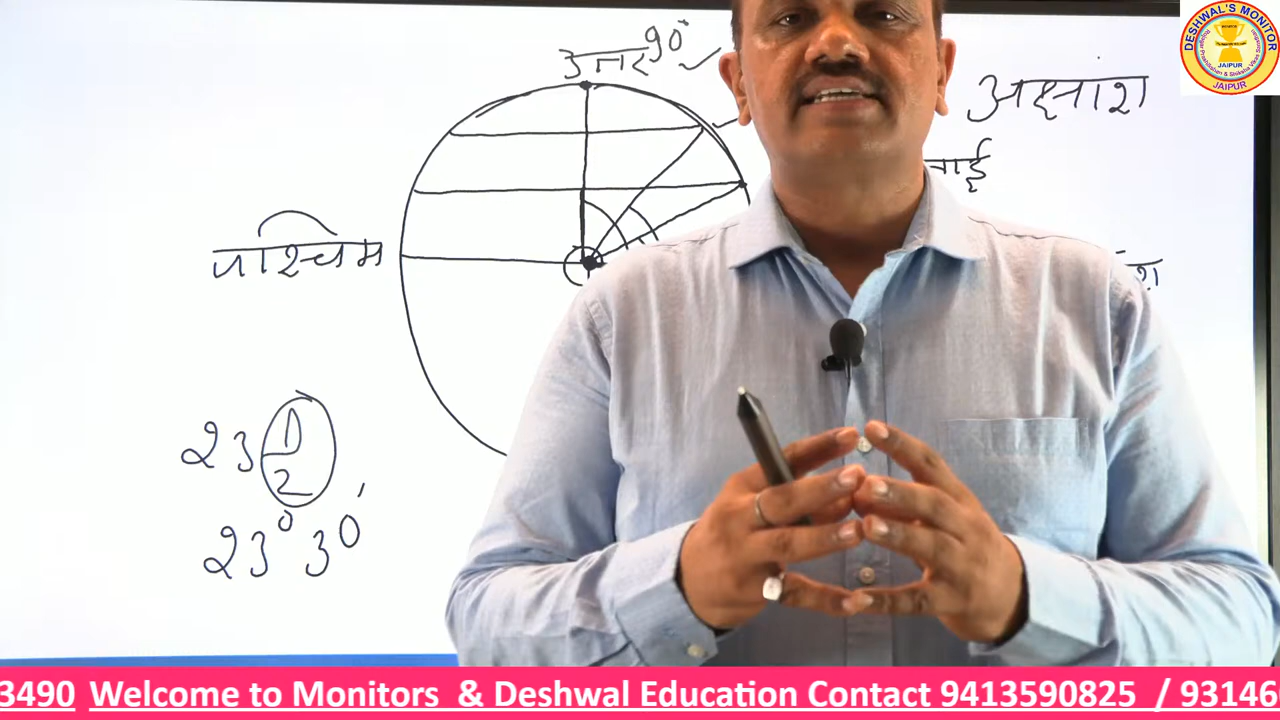 DESHWAL'S MONITOR
JAIPUR
JAIPUR
उत्तर 90°
अक्षांश
पश्चिम
23 1/2
23° 30'
3490 Welcome to Monitors & Deshwal Education Contact 9413590825 / 93146